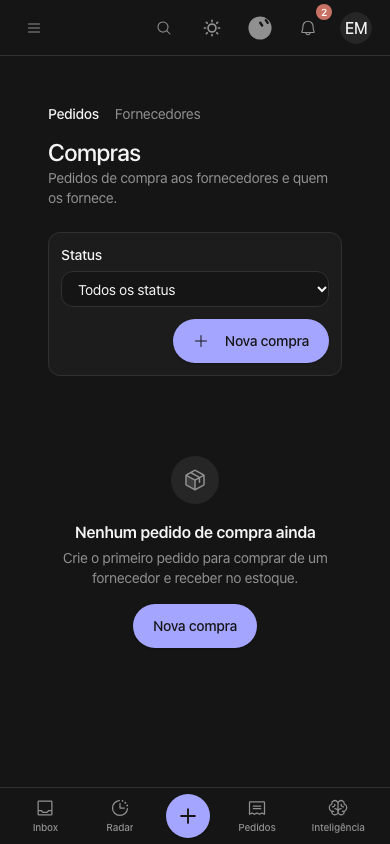 2
EM
Pedidos Fornecedores
Compras
Pedidos de compra aos fornecedores e quem
os fornece.
Status
Todos os status
Nova compra
Nenhum pedido de compra ainda
Crie o primeiro pedido para comprar de um
fornecedor e receber no estoque.
Nova compra
Inbox Radar Pedidos Inteligência